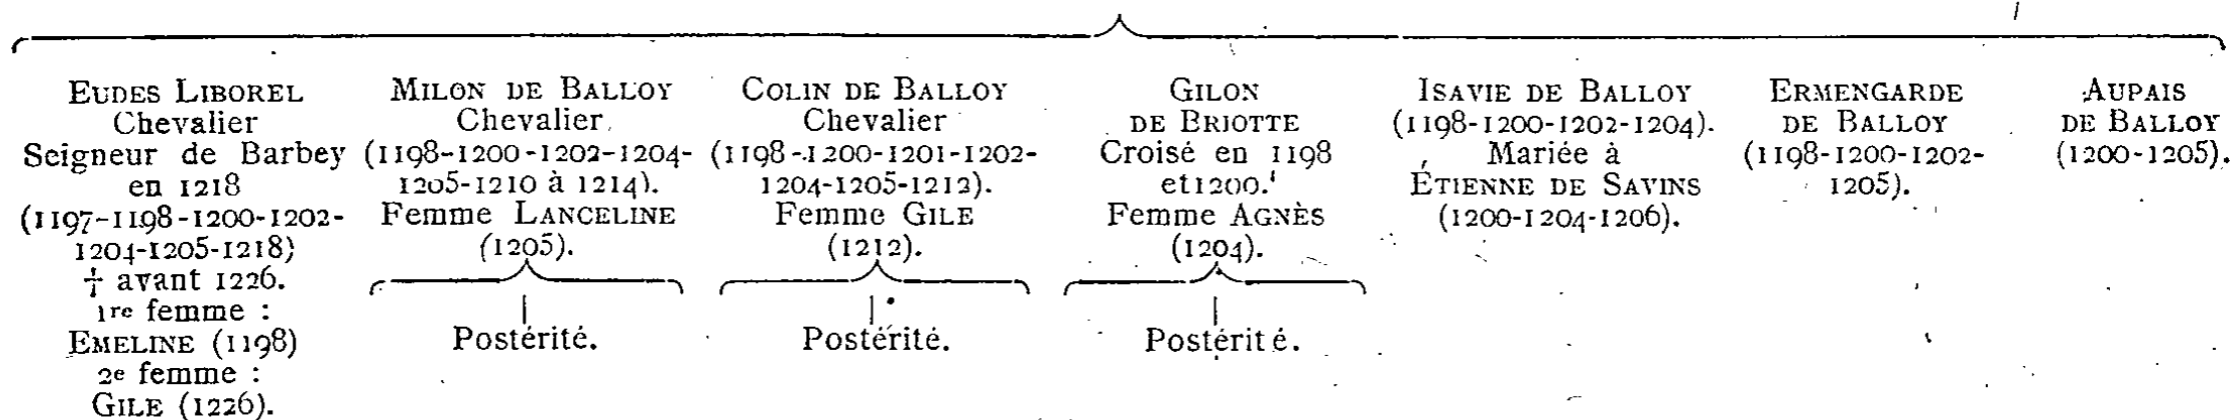 EUDES LIBOREL
Chevalier
Seigneur de Barbey
en 1218
(1197-1198-1200-1202-
1204-1205-1218)
† avant 1226.
1re femme :
EMELINE (1198)
2e femme :
GILE (1226).
MILON DE BALLOY
Chevalier
(1198-1200-1202-1204-
1205-1210 à 1214).
Femme LANCELINE
(1205).
Postérité.
COLIN DE BALLOY
Chevalier
(1198-1200-1201-1202-
1204-1205-1212).
Femme GILE
(1212).
Postérité.
GILON
DE BRIOTTE
Croisé en 1198
et 1200.
Femme AGNÈS
(1204).
Postérité.
ISAVIE DE BALLOY
(1198-1200-1202-1204).
Mariée à
ÉTIENNE DE SAVINS
(1200-1204-1206).
ERMENGARDE
DE BALLOY
(1198-1200-1202-
1205).
AUPAIS
DE BALLOY
(1200-1205).